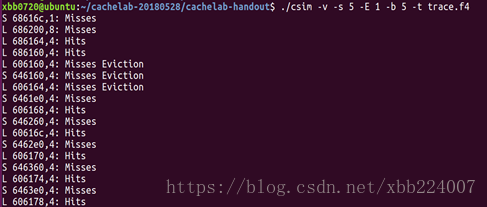 xbb0720@ubuntu:~/cachelab-20180528/cachelab-handout$ ./csim -v -s 5 -E 1 -b 5 -t trace.f4
S 68616c,1: Misses
L 686200,8: Misses
L 686164,4: Hits
L 686160,4: Hits
L 606160,4: Misses Eviction
S 646160,4: Misses Eviction
L 606164,4: Misses Eviction
S 6461e0,4: Misses
L 606168,4: Hits
S 646260,4: Misses
L 60616c,4: Hits
S 6462e0,4: Misses
L 606170,4: Hits
S 646360,4: Misses
L 606174,4: Hits
S 6463e0,4: Misses
L 606178,4: Hits
https://blog.csdn.net/xbb224007